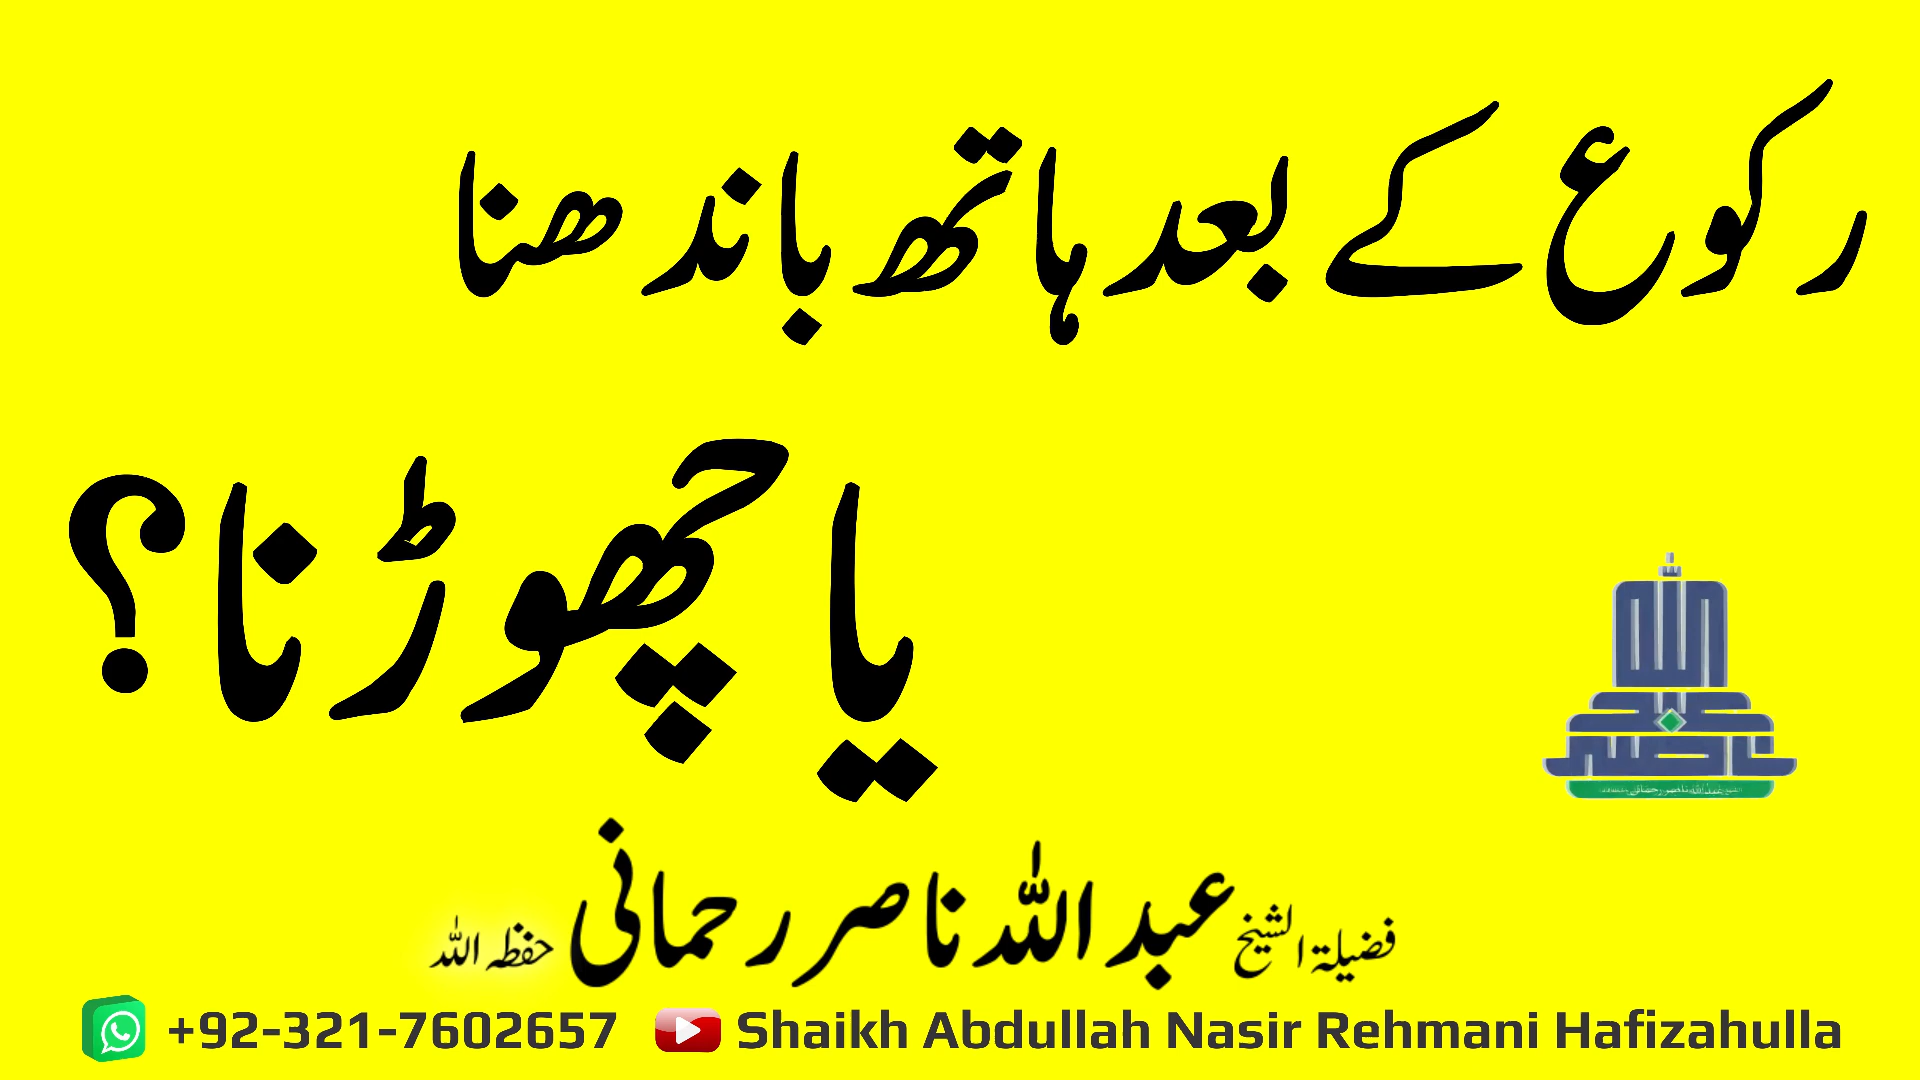 رکوع کے بعد ہاتھ باندھنا
یا چھوڑنا؟
فضیلۃ الشیخ عبداللہ ناصر رحمانی حفظہ اللہ
+92-321-7602657 Shaikh Abdullah Nasir Rehmani Hafizahulla